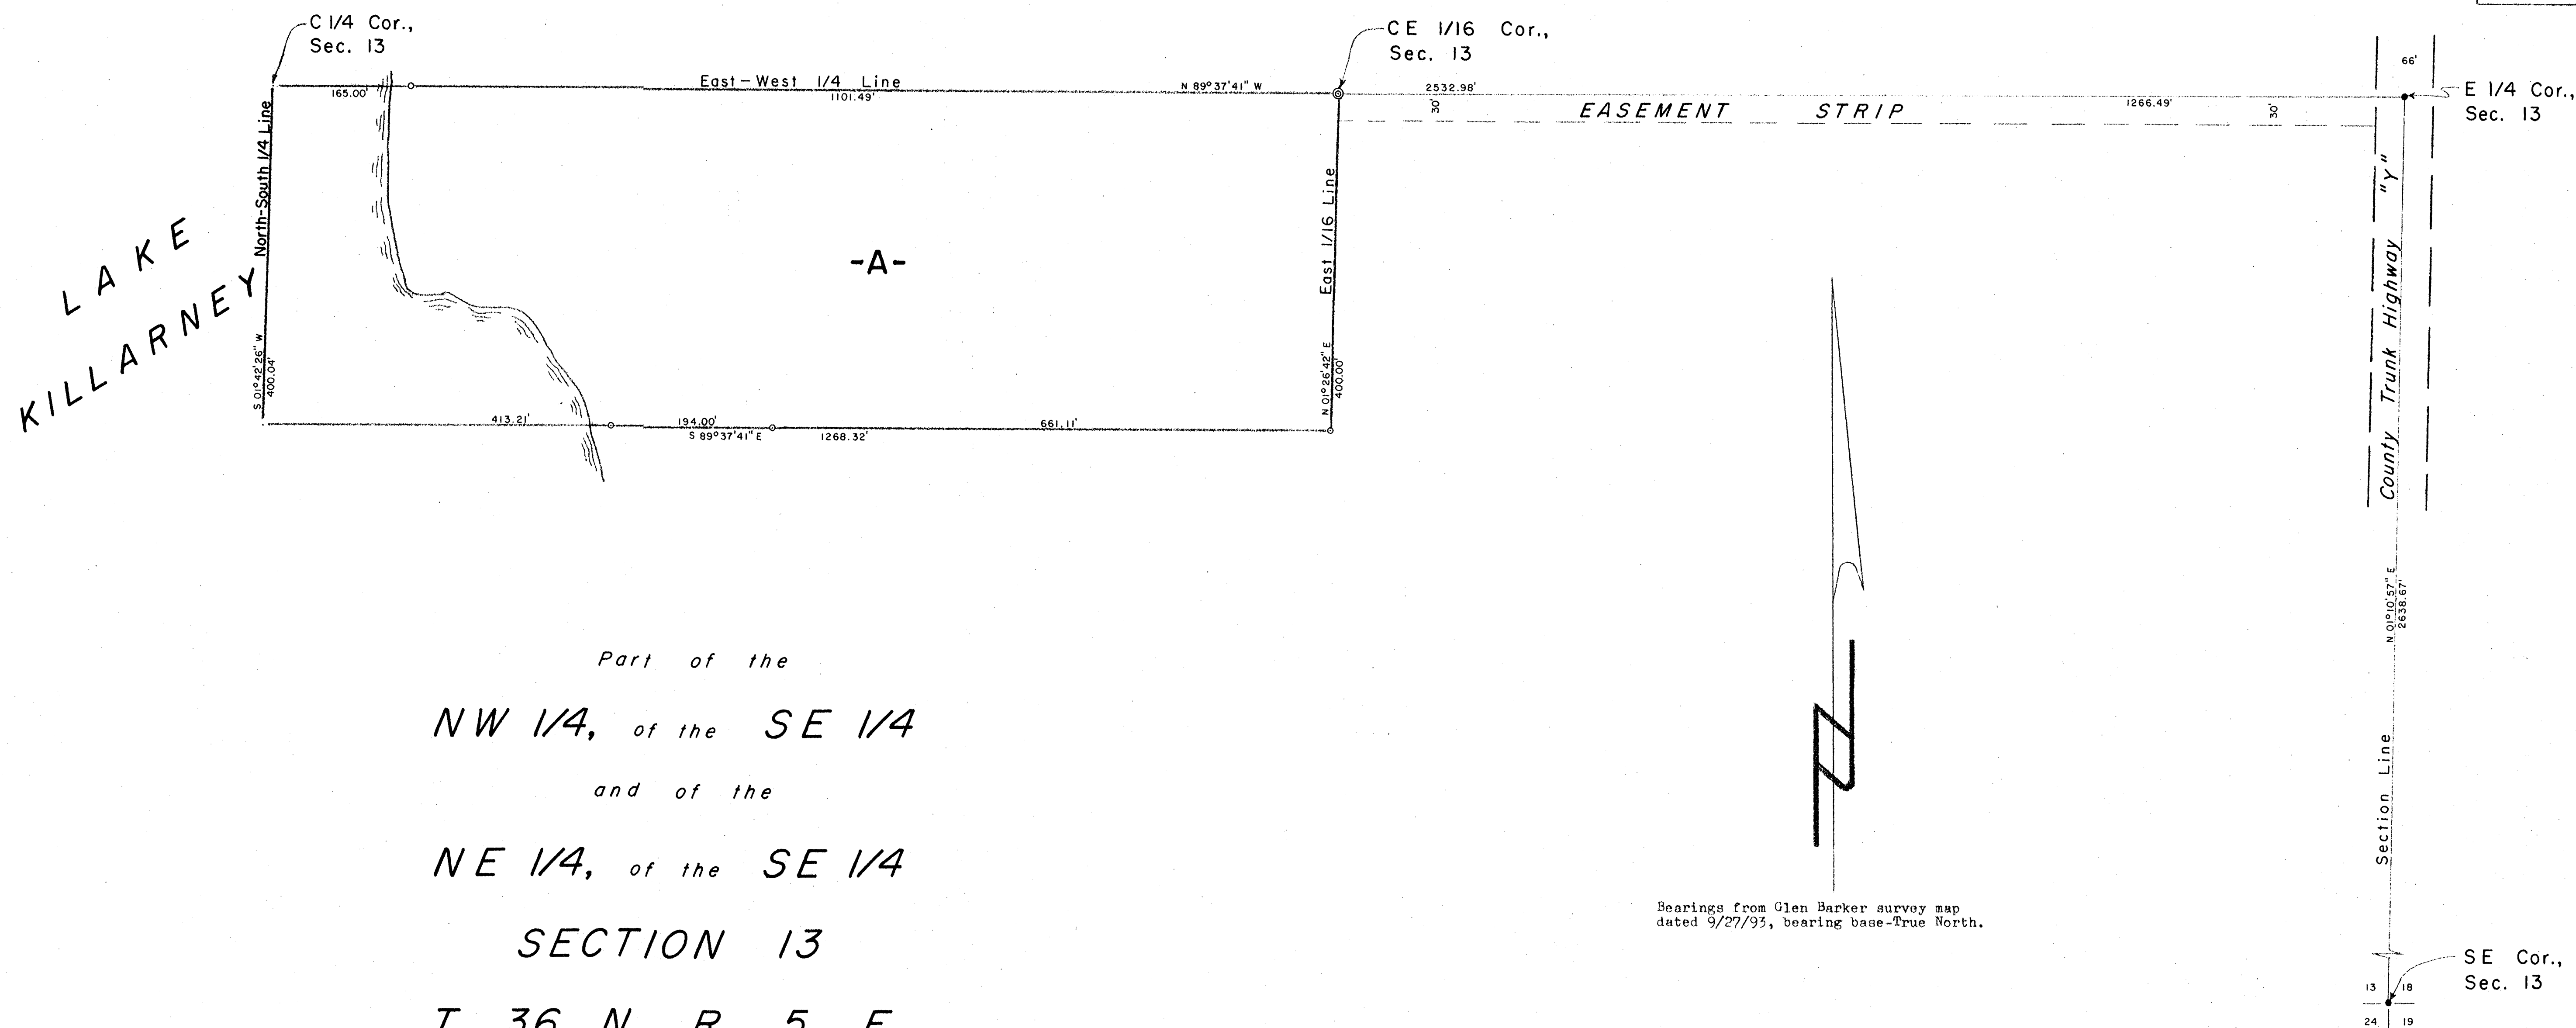 C 1/4 Cor.,
Sec. 13
CE 1/16 Cor.,
Sec. 13
66'
E 1/4 Cor.,
Sec. 13
165.00'
East-West 1/4 Line
1101.49'
N 89°37'41" W
2532.98'
1266.49'
30'
EASEMENT STRIP
30'
North-South 1/4 Line
S 01°42'26" W
400.04'
LAKE
KILLARNEY
-A-
East 1/16 Line
N 01°26'42" E
400.00'
County Trunk Highway "Y"
413.21'
194.00'
661.11'
S 89°37'41" E
1268.32'
N 01°10'57" E
2638.67'
Section Line
Part of the
NW 1/4, of the SE 1/4
and of the
NE 1/4, of the SE 1/4
SECTION 13
T 36 N R 5 E
N
Bearings from Glen Barker survey map
dated 9/27/93, bearing base-True North.
SE Cor.,
Sec. 13
13 18
24 19